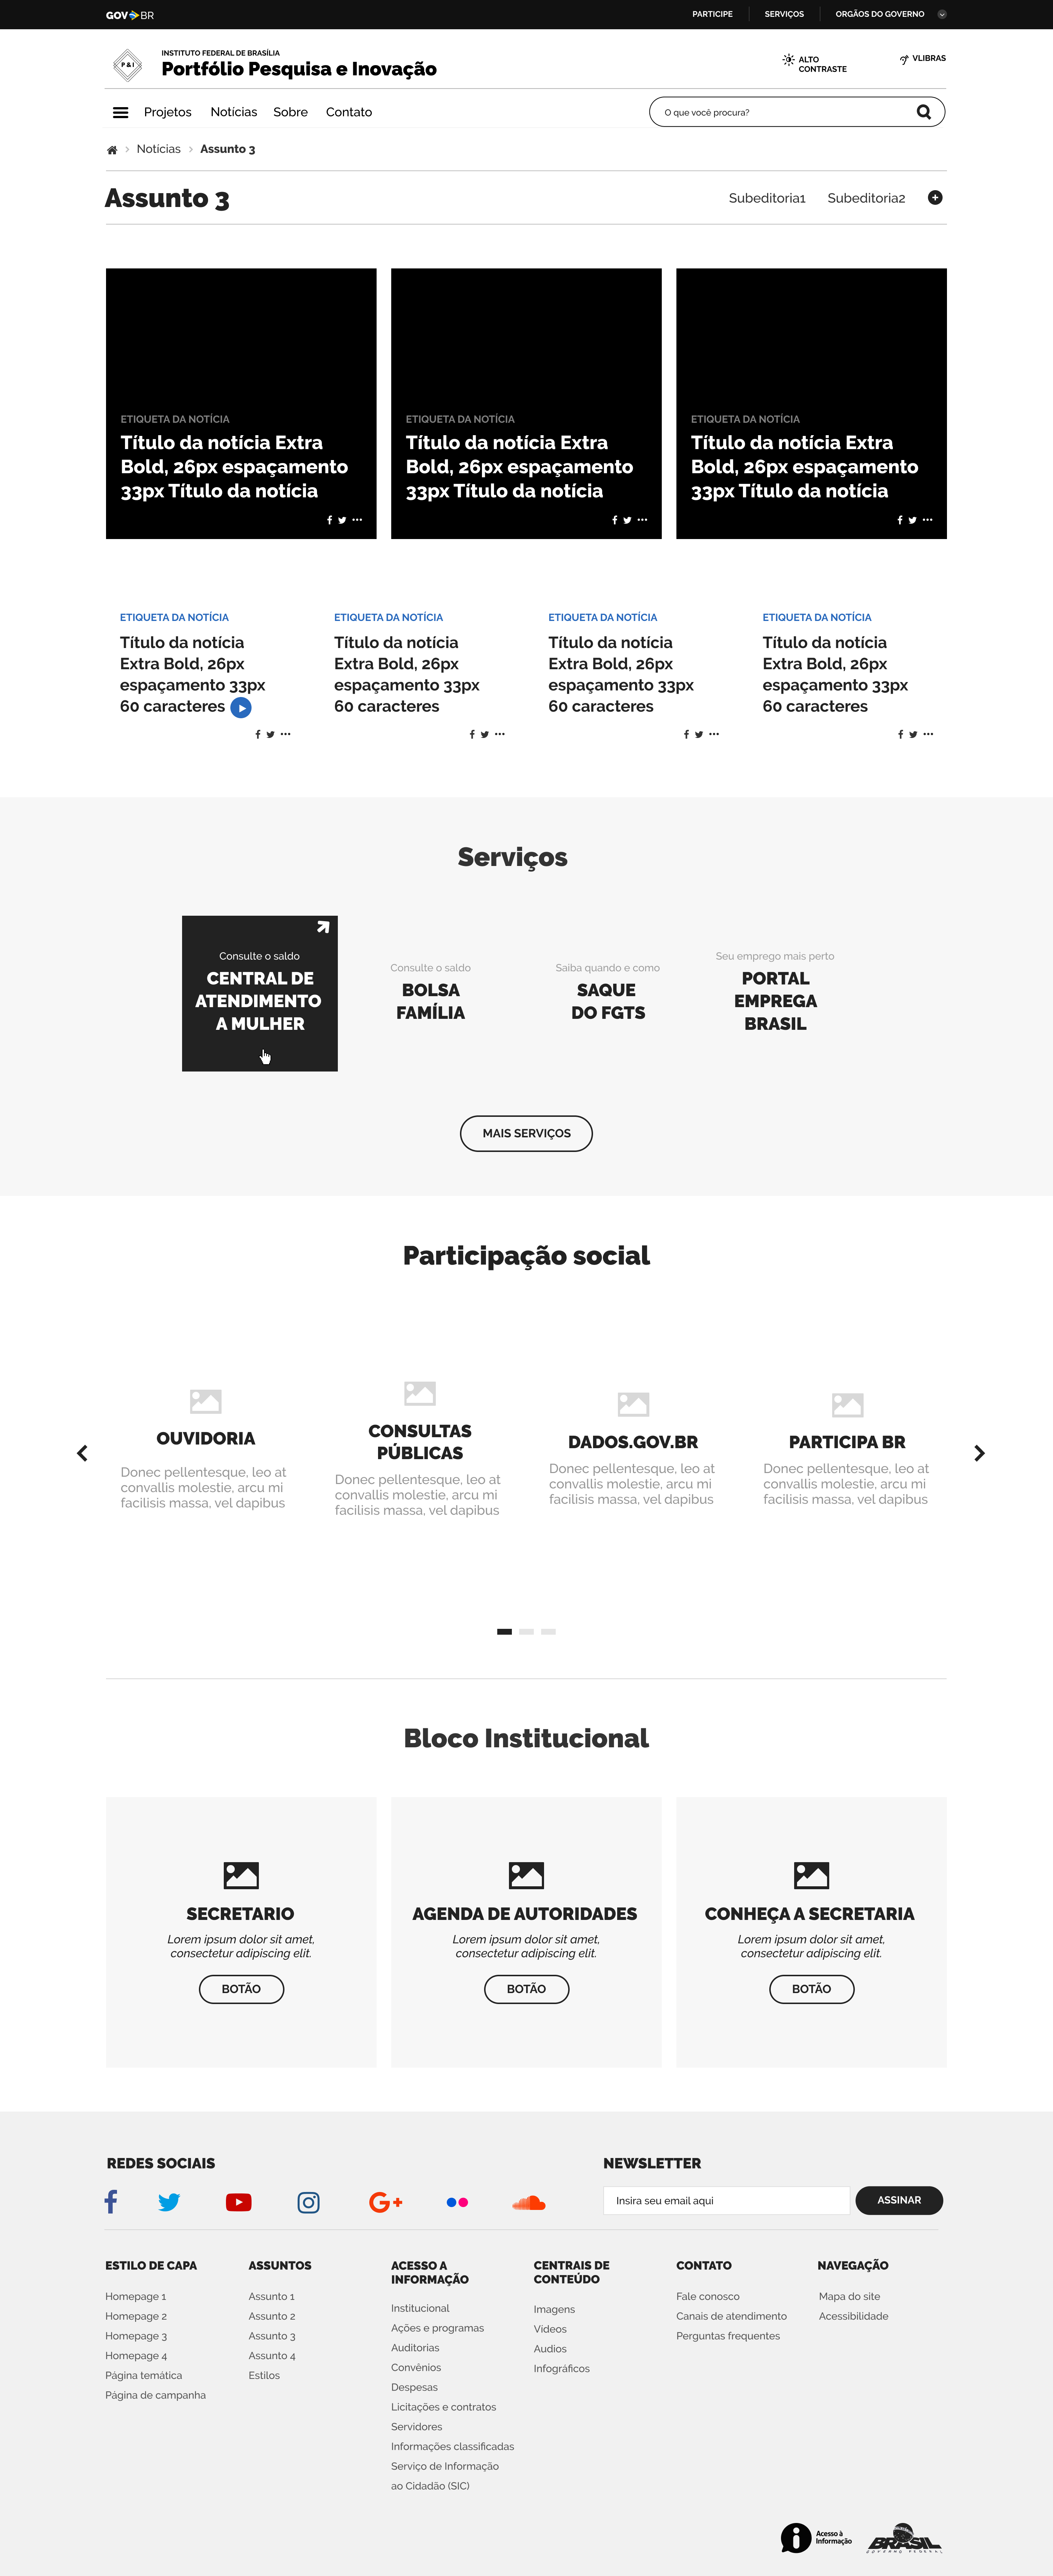 GOV BR
PARTICIPE
SERVIÇOS
ORGÃOS DO GOVERNO
P & I
INSTITUTO FEDERAL DE BRASÍLIA
Portfólio Pesquisa e Inovação
ALTO
CONTRASTE
VLIBRAS
Projetos
Notícias
Sobre
Contato
O que você procura?
Notícias
Assunto 3
Assunto 3
Subeditoria1
Subeditoria2
ETIQUETA DA NOTÍCIA
Título da notícia Extra
Bold, 26px espaçamento
33px Título da notícia
ETIQUETA DA NOTÍCIA
Título da notícia Extra
Bold, 26px espaçamento
33px Título da notícia
ETIQUETA DA NOTÍCIA
Título da notícia Extra
Bold, 26px espaçamento
33px Título da notícia
ETIQUETA DA NOTÍCIA
Título da notícia
Extra Bold, 26px
espaçamento 33px
60 caracteres
ETIQUETA DA NOTÍCIA
Título da notícia
Extra Bold, 26px
espaçamento 33px
60 caracteres
ETIQUETA DA NOTÍCIA
Título da notícia
Extra Bold, 26px
espaçamento 33px
60 caracteres
ETIQUETA DA NOTÍCIA
Título da notícia
Extra Bold, 26px
espaçamento 33px
60 caracteres
Serviços
Consulte o saldo
CENTRAL DE
ATENDIMENTO
A MULHER
Consulte o saldo
BOLSA
FAMÍLIA
Saiba quando e como
SAQUE
DO FGTS
Seu emprego mais perto
PORTAL
EMPREGA
BRASIL
MAIS SERVIÇOS
Participação social
OUVIDORIA
Donec pellentesque, leo at
convallis molestie, arcu mi
facilisis massa, vel dapibus
CONSULTAS
PÚBLICAS
Donec pellentesque, leo at
convallis molestie, arcu mi
facilisis massa, vel dapibus
DADOS.GOV.BR
Donec pellentesque, leo at
convallis molestie, arcu mi
facilisis massa, vel dapibus
PARTICIPA BR
Donec pellentesque, leo at
convallis molestie, arcu mi
facilisis massa, vel dapibus
Bloco Institucional
SECRETARIO
Lorem ipsum dolor sit amet,
consectetur adipiscing elit.
BOTÃO
AGENDA DE AUTORIDADES
Lorem ipsum dolor sit amet,
consectetur adipiscing elit.
BOTÃO
CONHEÇA A SECRETARIA
Lorem ipsum dolor sit amet,
consectetur adipiscing elit.
BOTÃO
REDES SOCIAIS
NEWSLETTER
Insira seu email aqui
ASSINAR
ESTILO DE CAPA
Homepage 1
Homepage 2
Homepage 3
Homepage 4
Página temática
Página de campanha
ASSUNTOS
Assunto 1
Assunto 2
Assunto 3
Assunto 4
Estilos
ACESSO A
INFORMAÇÃO
Institucional
Ações e programas
Auditorias
Convênios
Despesas
Licitações e contratos
Servidores
Informações classificadas
Serviço de Informação
ao Cidadão (SIC)
CENTRAIS DE
CONTEÚDO
Imagens
Vídeos
Audios
Infográficos
CONTATO
Fale conosco
Canais de atendimento
Perguntas frequentes
NAVEGAÇÃO
Mapa do site
Acessibilidade
Acesso à
Informação
BRASIL
GOVERNO FEDERAL